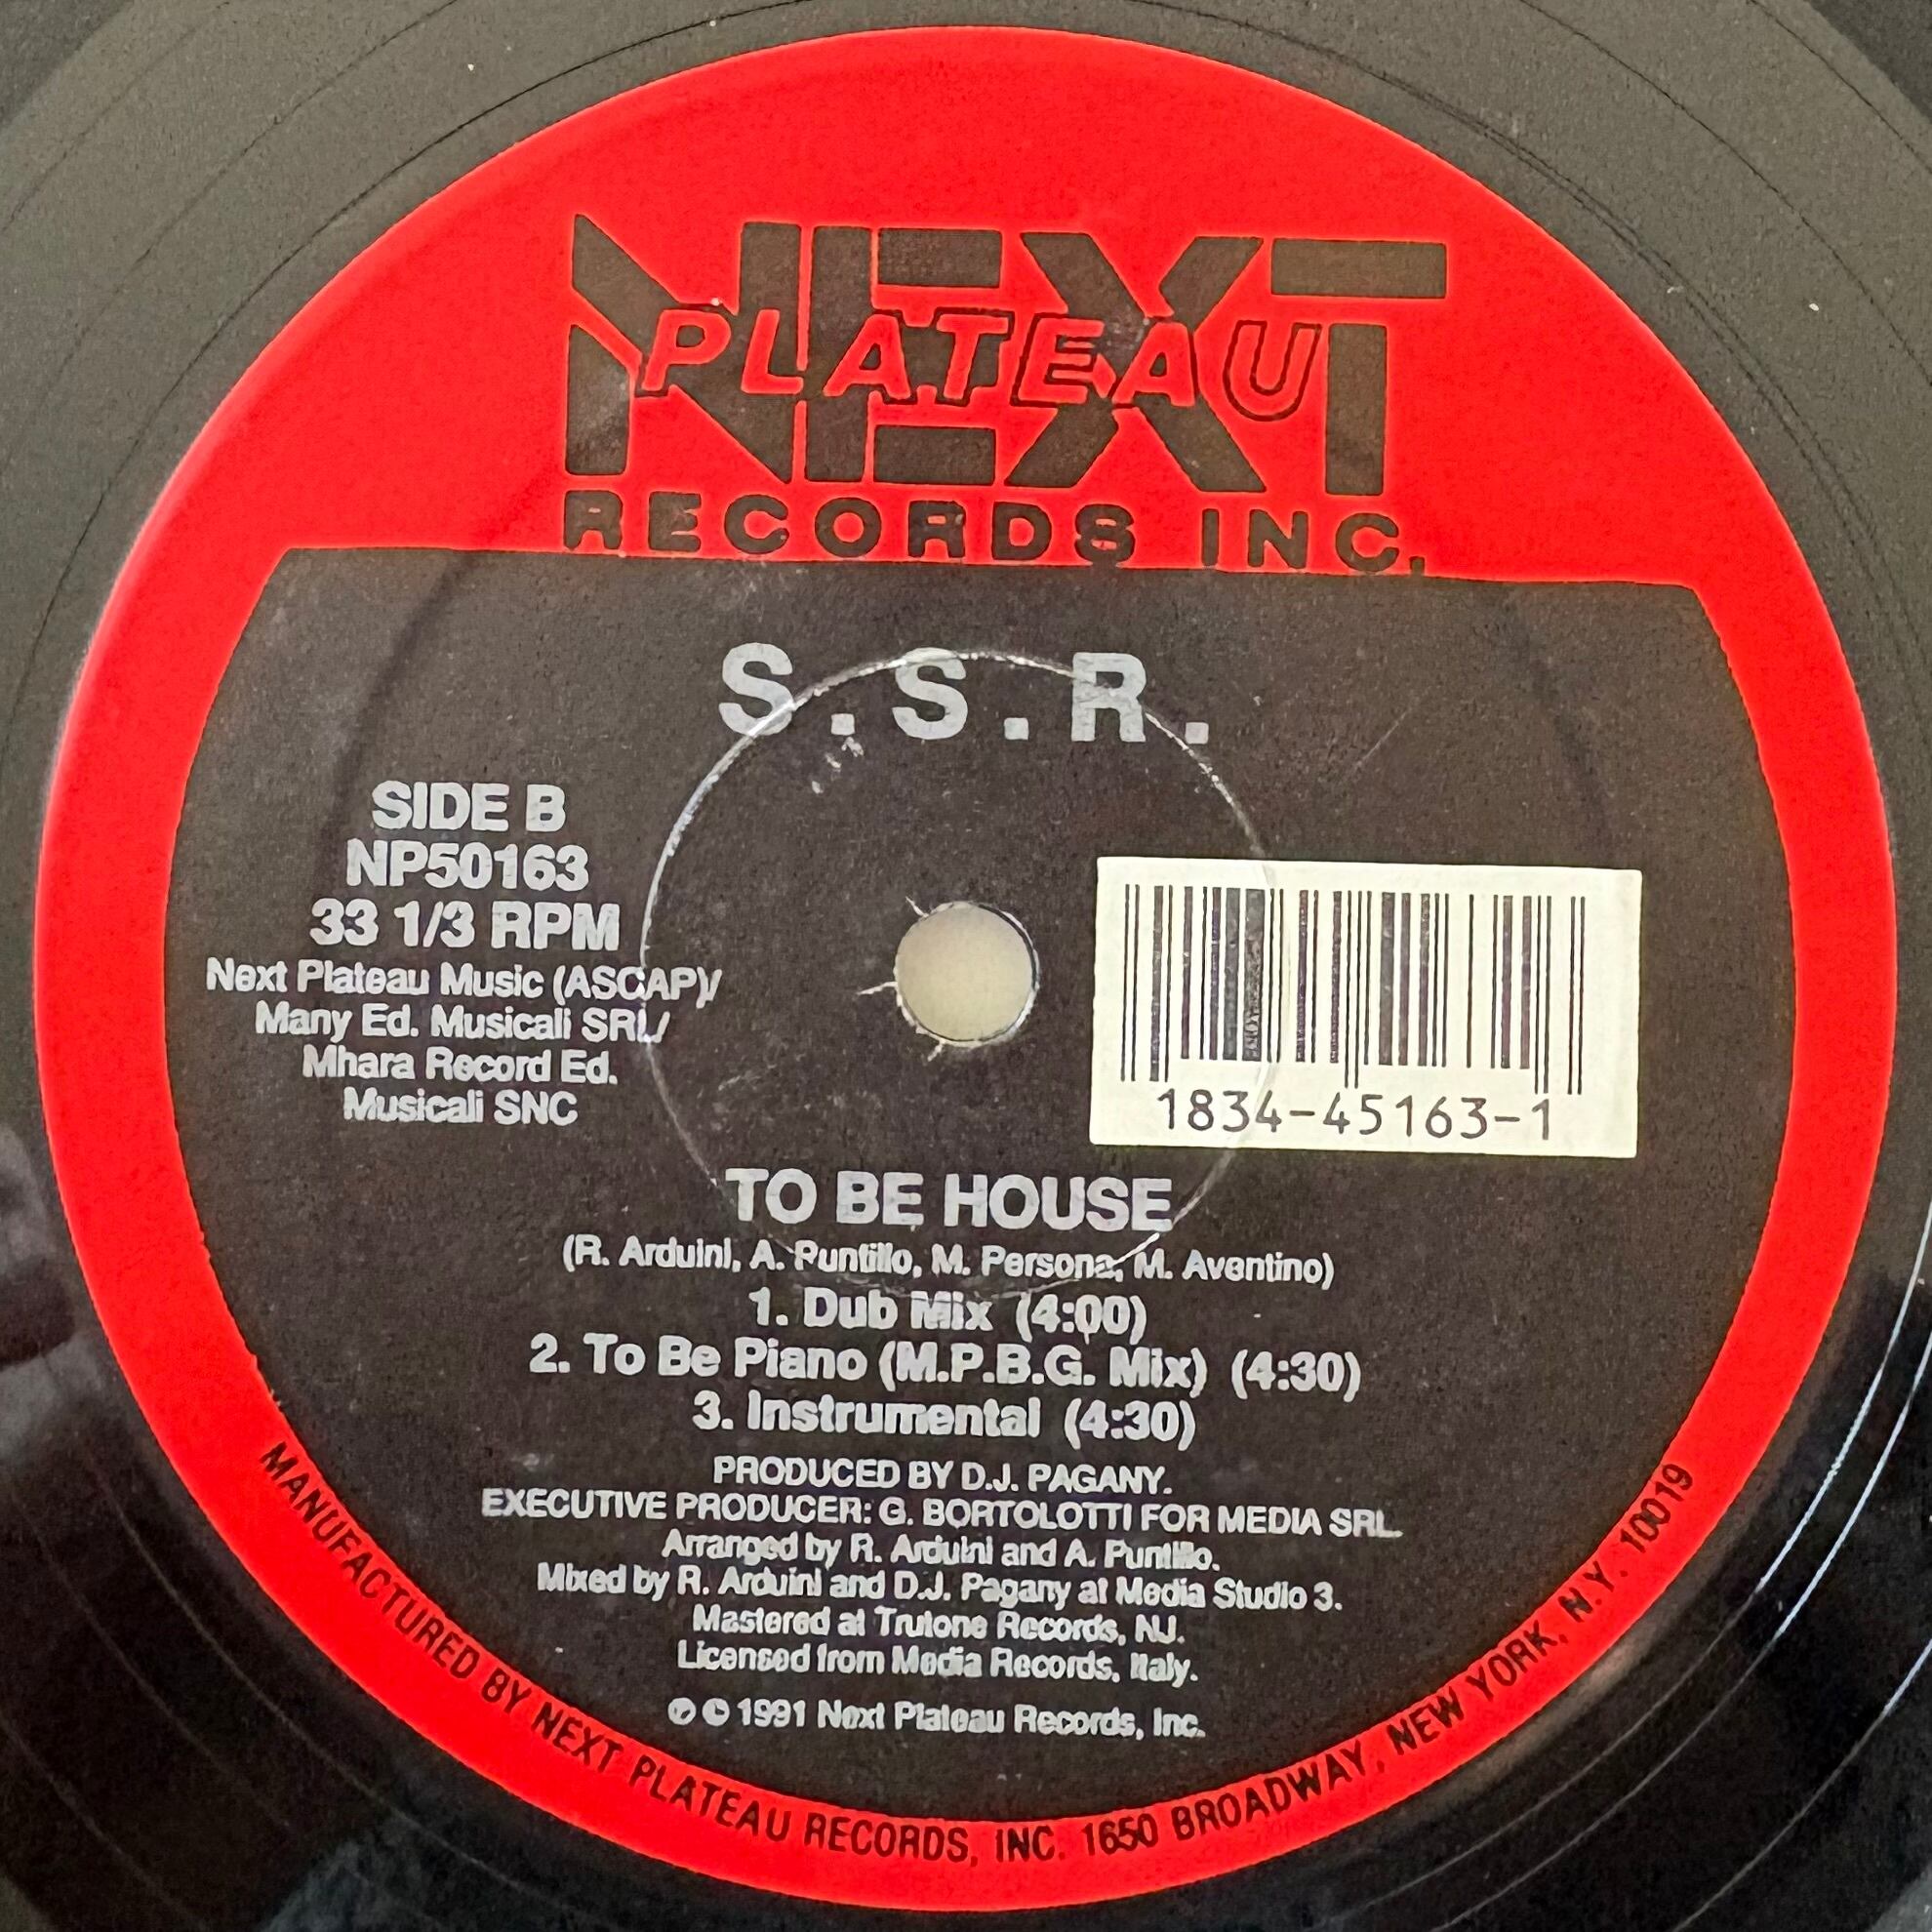 NEXT
PLATEAU
RECORDS INC.
S.S.R.
SIDE B
NP50163
33 1/3 RPM
Next Plateau Music (ASCAP)/
Many Ed. Musicali SRL/
Mhara Record Ed.
Musicali SNC
1834-45163-1
TO BE HOUSE
(R. Arduini, A. Puntillo, M. Persona, M. Aventino)
1. Dub Mix (4:00)
2. To Be Piano (M.P.B.G. Mix) (4:30)
3. Instrumental (4:30)
PRODUCED BY D.J. PAGANY.
EXECUTIVE PRODUCER: G. BORTOLOTTI FOR MEDIA SRL.
Arranged by R. Arduini and A. Puntillo.
Mixed by R. Arduini and D.J. Pagany at Media Studio 3.
Mastered at Trutone Records, NJ.
Licensed from Media Records, Italy.
℗ © 1991 Next Plateau Records, Inc.
MANUFACTURED BY NEXT PLATEAU RECORDS, INC. 1650 BROADWAY, NEW YORK, N.Y. 10019